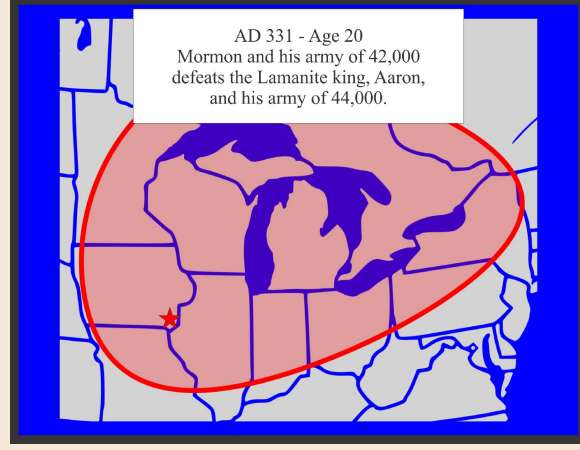 AD 331 - Age 20
Mormon and his army of 42,000
defeats the Lamanite king, Aaron,
and his army of 44,000.